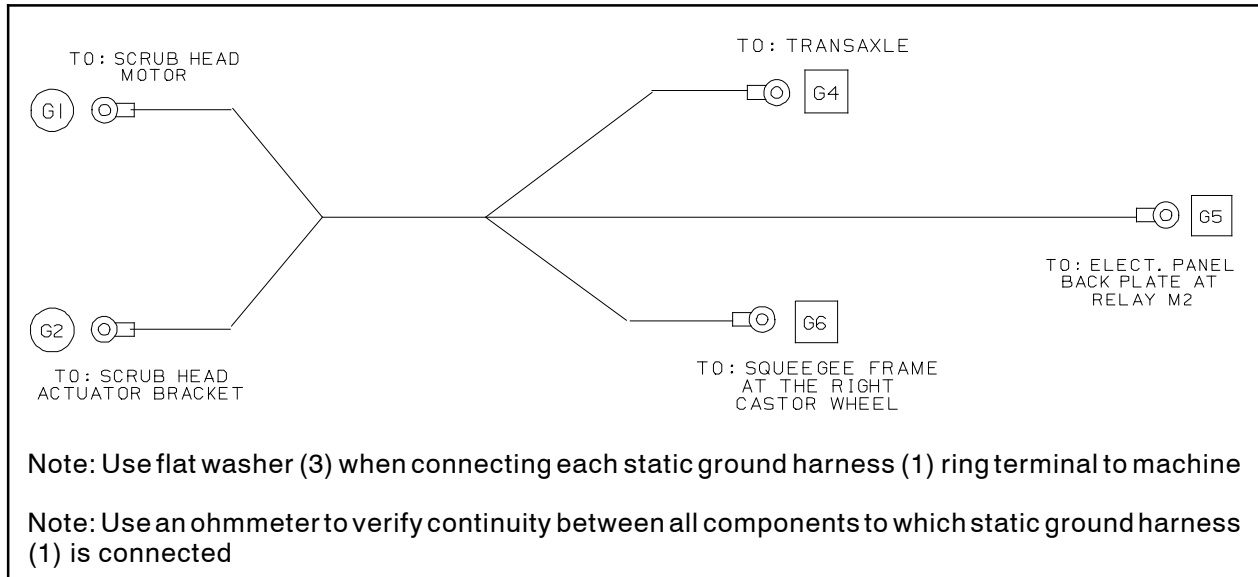 TO: SCRUB HEAD
MOTOR
G1
TO: TRANSAXLE
G4
G5
TO: ELECT. PANEL
BACK PLATE AT
RELAY M2
G2
TO: SCRUB HEAD
ACTUATOR BRACKET
G6
TO: SQUEEGEE FRAME
AT THE RIGHT
CASTOR WHEEL
Note: Use flat washer (3) when connecting each static ground harness (1) ring terminal to machine
Note: Use an ohmmeter to verify continuity between all components to which static ground harness
(1) is connected